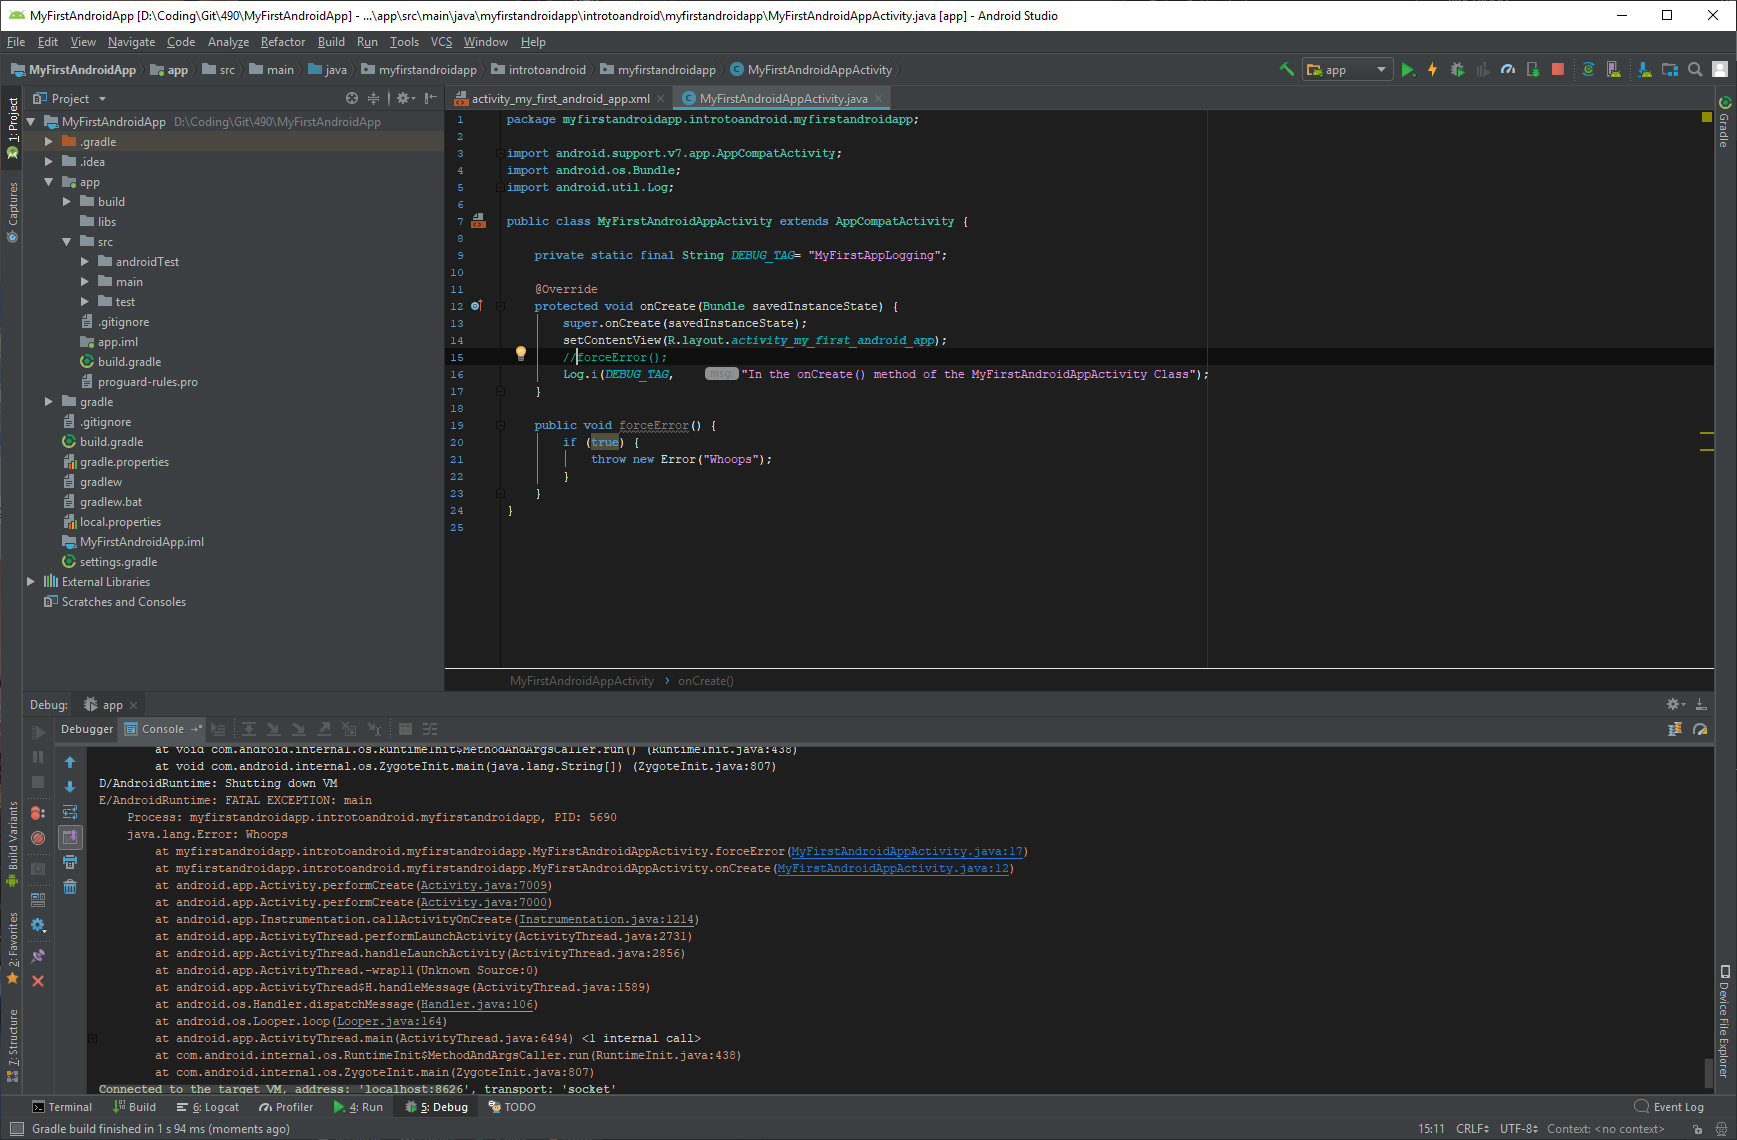 MyFirstAndroidApp [D:\Coding\Git\490\MyFirstAndroidApp] - ...\app\src\main\java\myfirstandroidapp\introtoandroid\myfirstandroidapp\MyFirstAndroidAppActivity.java [app] - Android Studio
File Edit View Navigate Code Analyze Refactor Build Run Tools VCS Window Help
MyFirstAndroidApp app src main java myfirstandroidapp introtoandroid myfirstandroidapp MyFirstAndroidAppActivity app
Project activity_my_first_android_app.xml MyFirstAndroidAppActivity.java
1: Project
Captures
Build Variants
2: Favorites
7: Structure
MyFirstAndroidApp D:\Coding\Git\490\MyFirstAndroidApp
.gradle
.idea
app
build
libs
src
androidTest
main
test
.gitignore
app.iml
build.gradle
proguard-rules.pro
gradle
.gitignore
build.gradle
gradle.properties
gradlew
gradlew.bat
local.properties
MyFirstAndroidApp.iml
settings.gradle
External Libraries
Scratches and Consoles
1 package myfirstandroidapp.introtoandroid.myfirstandroidapp;
2
3 import android.support.v7.app.AppCompatActivity;
4 import android.os.Bundle;
5 import android.util.Log;
6
7 public class MyFirstAndroidAppActivity extends AppCompatActivity {
8
9 private static final String DEBUG_TAG= "MyFirstAppLogging";
10
11 @Override
12 protected void onCreate(Bundle savedInstanceState) {
13 super.onCreate(savedInstanceState);
14 setContentView(R.layout.activity_my_first_android_app);
15 //forceError();
16 Log.i(DEBUG_TAG, msg: "In the onCreate() method of the MyFirstAndroidAppActivity Class");
17 }
18
19 public void forceError() {
20 if (true) {
21 throw new Error("Whoops");
22 }
23 }
24 }
25
MyFirstAndroidAppActivity › onCreate()
Gradle
Device File Explorer
Debug: app
Debugger Console
at void com.android.internal.os.RuntimeInit$MethodAndArgsCaller.run() (RuntimeInit.java:438)
at void com.android.internal.os.ZygoteInit.main(java.lang.String[]) (ZygoteInit.java:807)
D/AndroidRuntime: Shutting down VM
E/AndroidRuntime: FATAL EXCEPTION: main
Process: myfirstandroidapp.introtoandroid.myfirstandroidapp, PID: 5690
java.lang.Error: Whoops
at myfirstandroidapp.introtoandroid.myfirstandroidapp.MyFirstAndroidAppActivity.forceError(MyFirstAndroidAppActivity.java:17)
at myfirstandroidapp.introtoandroid.myfirstandroidapp.MyFirstAndroidAppActivity.onCreate(MyFirstAndroidAppActivity.java:12)
at android.app.Activity.performCreate(Activity.java:7009)
at android.app.Activity.performCreate(Activity.java:7000)
at android.app.Instrumentation.callActivityOnCreate(Instrumentation.java:1214)
at android.app.ActivityThread.performLaunchActivity(ActivityThread.java:2731)
at android.app.ActivityThread.handleLaunchActivity(ActivityThread.java:2856)
at android.app.ActivityThread.-wrap11(Unknown Source:0)
at android.app.ActivityThread$H.handleMessage(ActivityThread.java:1589)
at android.os.Handler.dispatchMessage(Handler.java:106)
at android.os.Looper.loop(Looper.java:164)
at android.app.ActivityThread.main(ActivityThread.java:6494) <1 internal call>
at com.android.internal.os.RuntimeInit$MethodAndArgsCaller.run(RuntimeInit.java:438)
at com.android.internal.os.ZygoteInit.main(ZygoteInit.java:807)
Connected to the target VM, address: 'localhost:8626', transport: 'socket'
Terminal Build 6: Logcat Profiler 4: Run 5: Debug TODO Event Log
Gradle build finished in 1 s 94 ms (moments ago) 15:11 CRLF UTF-8 Context: <no context>